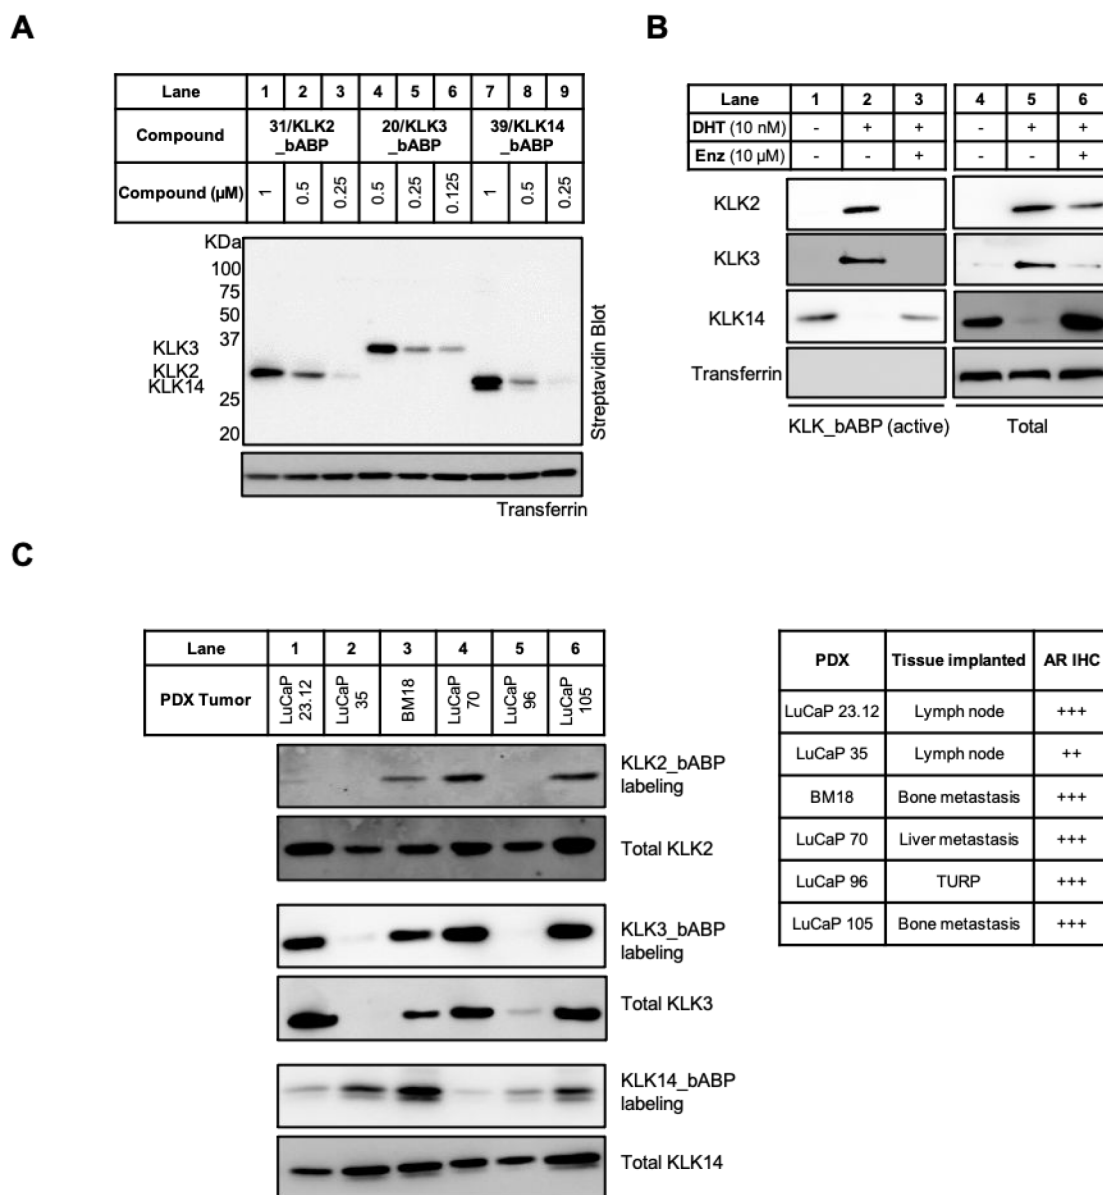 A
Lane 1 2 3 4 5 6 7 8 9
Compound 31/KLK2 _bABP 20/KLK3 _bABP 39/KLK14 _bABP
Compound (µM) 1 0.5 0.25 0.5 0.25 0.125 1 0.5 0.25
KDa
100
75
50
37
KLK3
KLK2
KLK14
25
20
Streptavidin Blot
Transferrin
B
Lane 1 2 3 4 5 6
DHT (10 nM) - + + - + +
Enz (10 µM) - - + - - +
KLK2
KLK3
KLK14
Transferrin
KLK_bABP (active) Total
C
Lane 1 2 3 4 5 6
PDX Tumor LuCaP 23.12 LuCaP 35 BM18 LuCaP 70 LuCaP 96 LuCaP 105
KLK2_bABP
labeling
Total KLK2
KLK3_bABP
labeling
Total KLK3
KLK14_bABP
labeling
Total KLK14
PDX Tissue implanted AR IHC
LuCaP 23.12 Lymph node +++
LuCaP 35 Lymph node ++
BM18 Bone metastasis +++
LuCaP 70 Liver metastasis +++
LuCaP 96 TURP +++
LuCaP 105 Bone metastasis +++